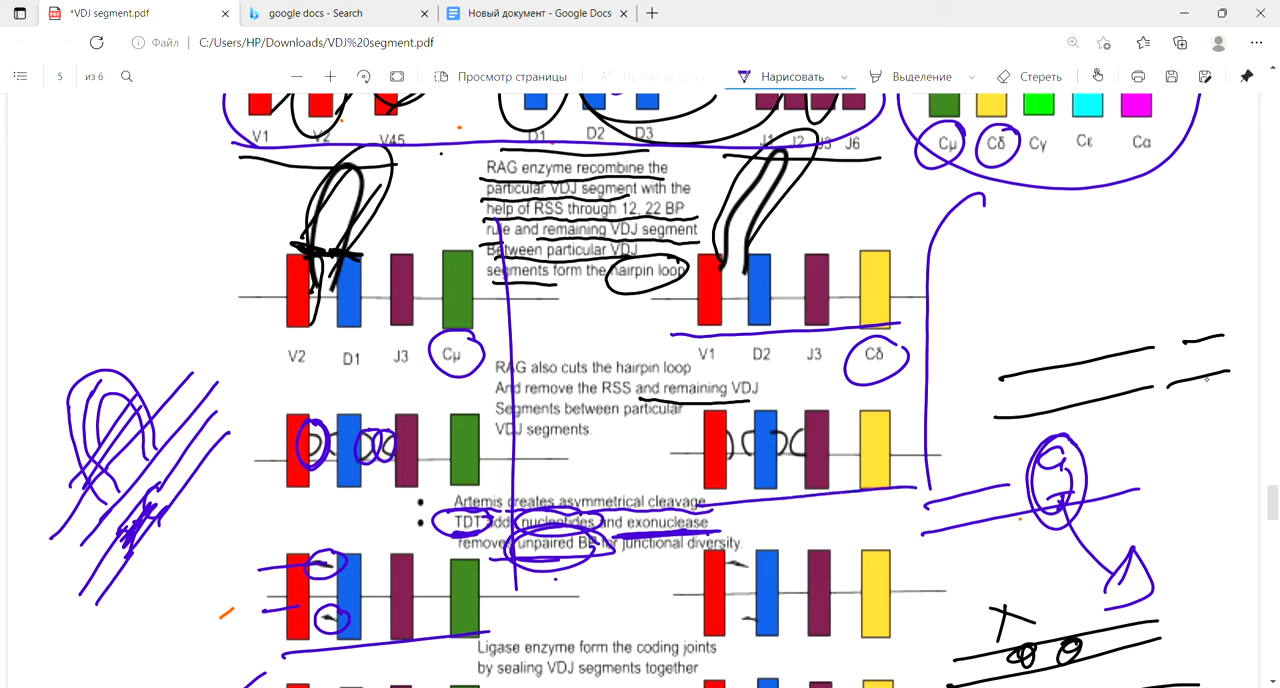 *VDJ segment.pdf
google docs - Search
Новый документ - Google Docs
Файл
C:/Users/HP/Downloads/VDJ%20segment.pdf
5 из 6
Просмотр страницы
Нарисовать
Выделение
Стереть
V1 V2 V45 D1 D2 D3 J1 J2 J3 J6 Cμ Cδ Cγ Cε Cα
RAG enzyme recombine the
particular VDJ segment with the
help of RSS through 12, 22 BP
rule and remaining VDJ segment
Between particular VDJ
segments form the hairpin loop
V2 D1 J3 Cμ V1 D2 J3 Cδ
RAG also cuts the hairpin loop
And remove the RSS and remaining VDJ
Segments between particular
VDJ segments.
• Artemis creates asymmetrical cleavage
• TDT adds nucleotides and exonuclease
removes unpaired BP for junctional diversity.
Ligase enzyme form the coding joints
by sealing VDJ segments together